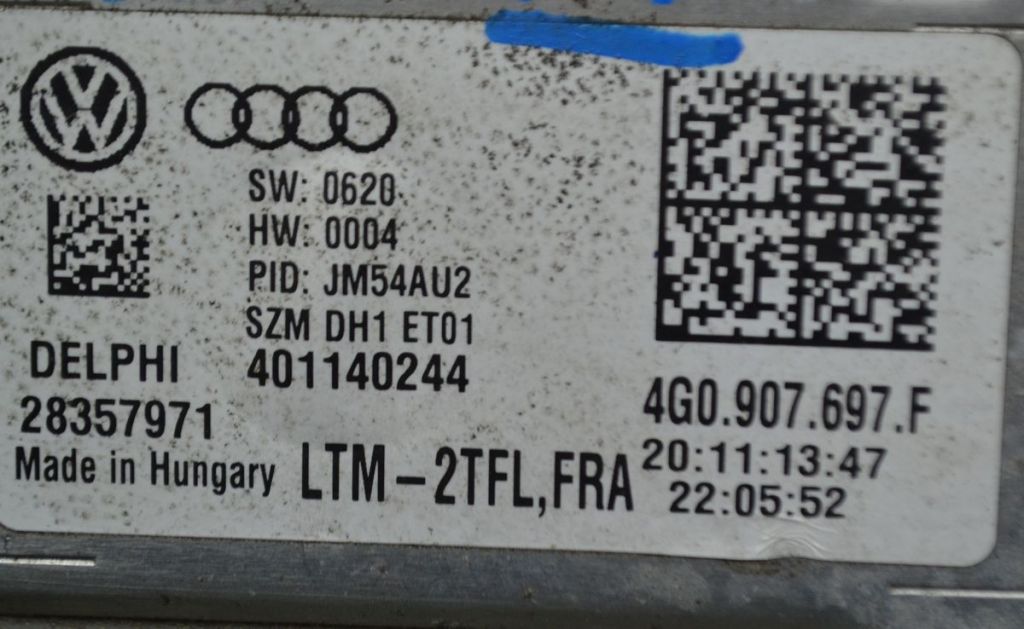 SW: 0620
HW: 0004
PID: JM54AU2
SZM DH1 ET01
401140244
DELPHI
28357971
Made in Hungary
LTM-2TFL,FRA
4G0.907.697.F
20:11:13:47
22:05:52